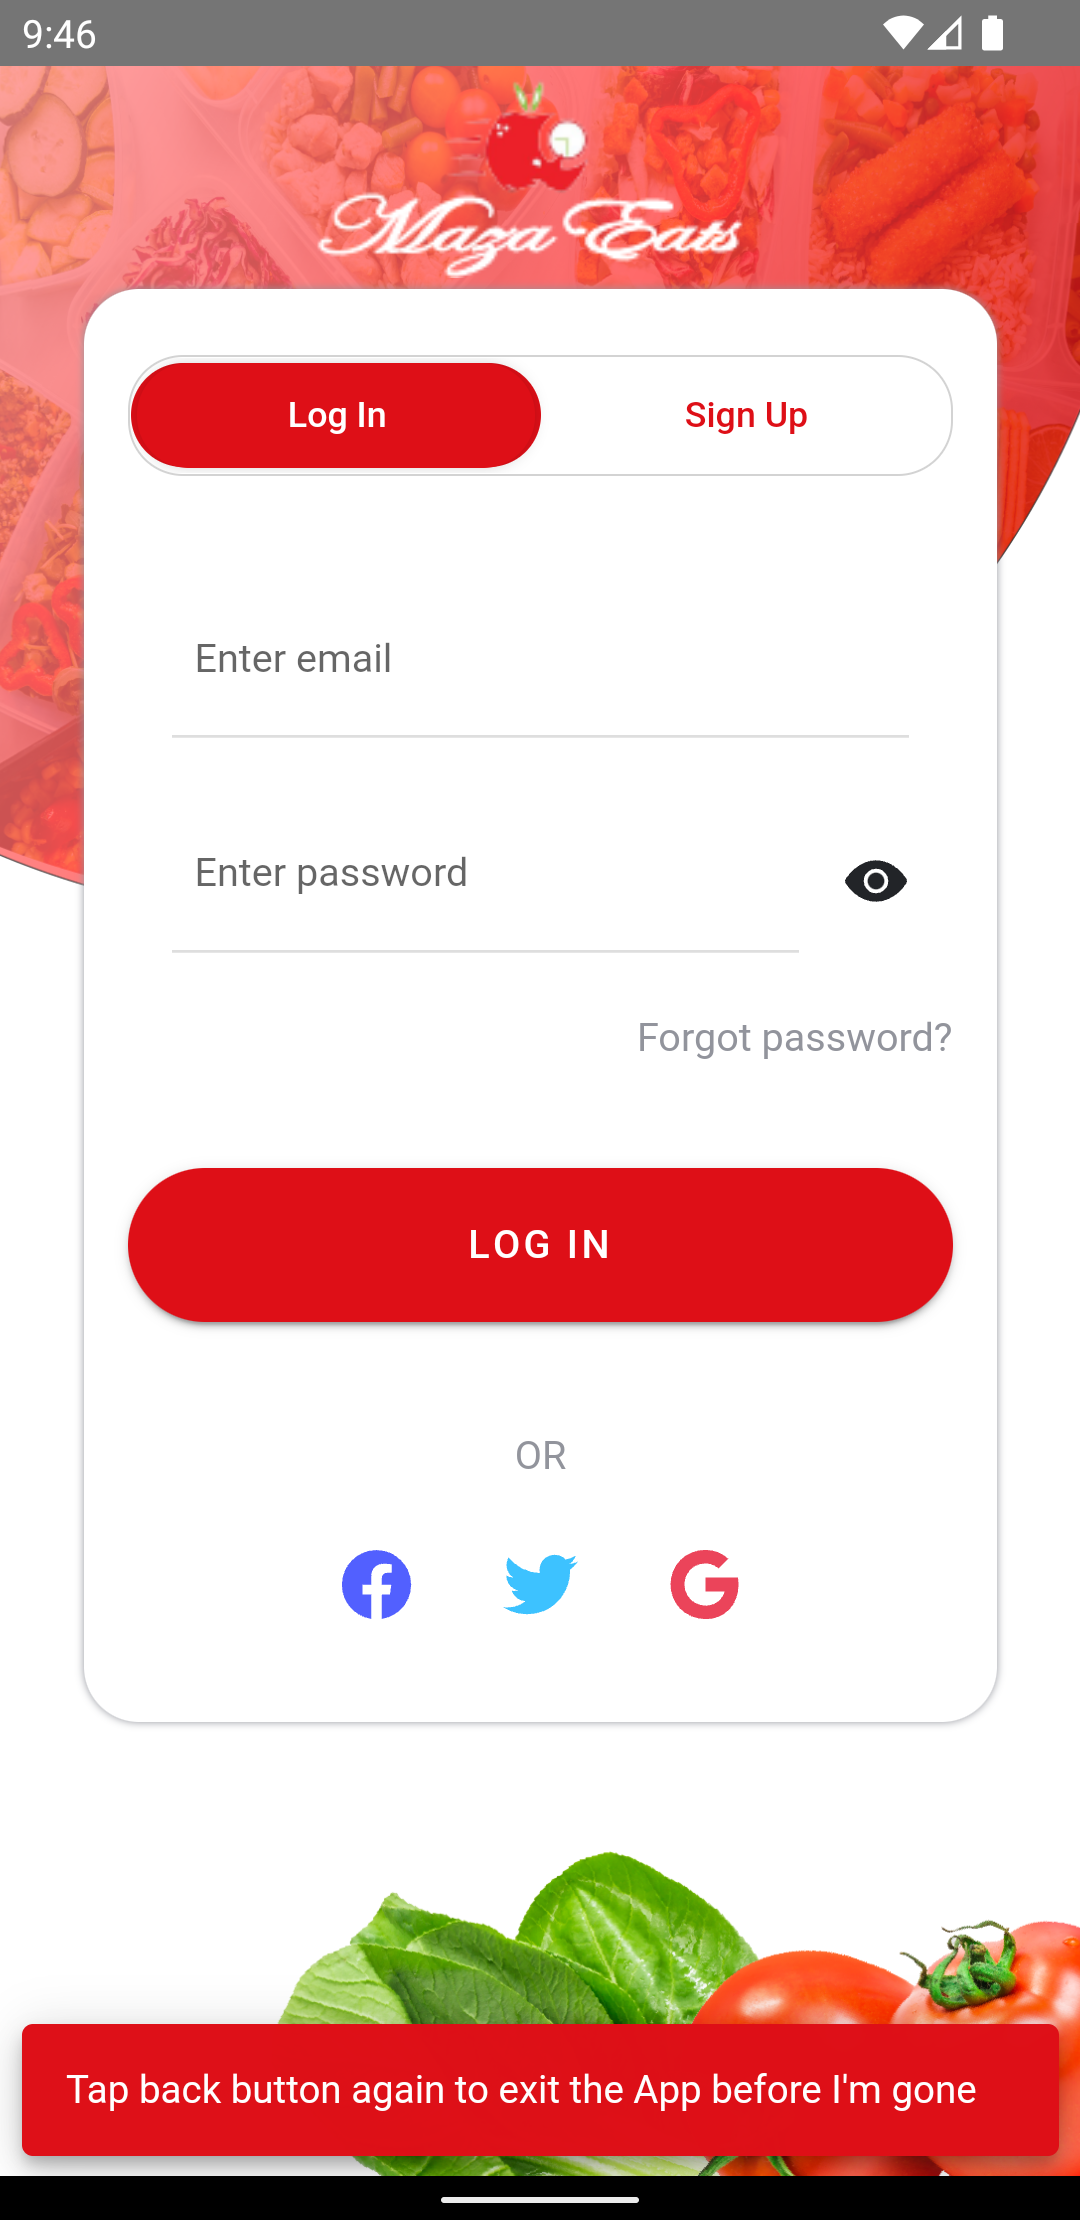 9:46
Maza Eats
Log In
Sign Up
Enter email
Enter password
Forgot password?
LOG IN
OR
Tap back button again to exit the App before I'm gone